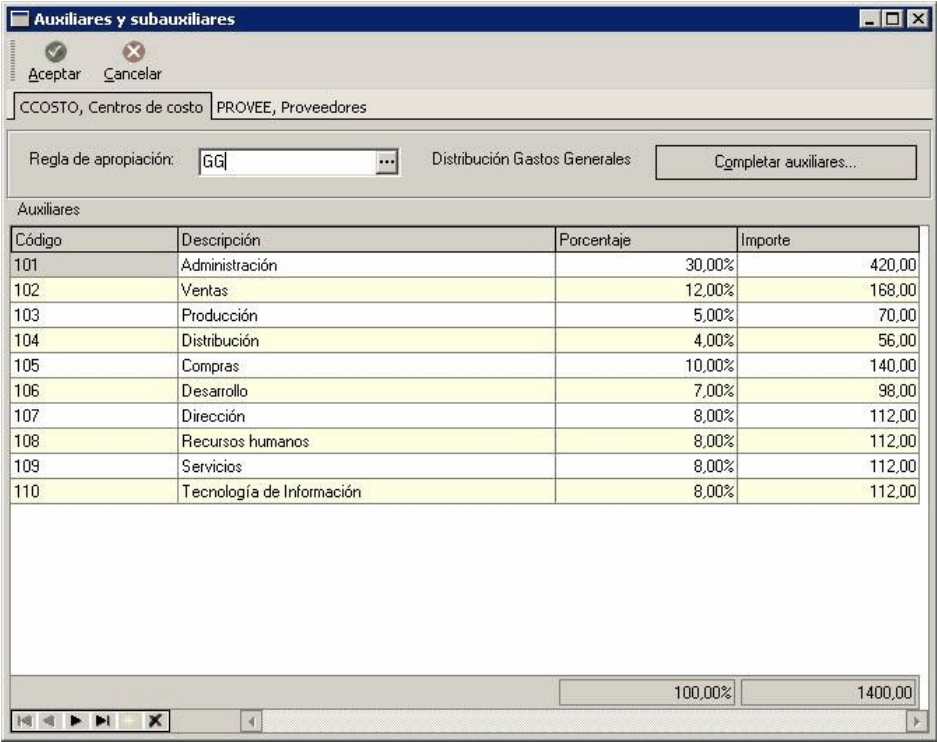 Auxiliares y subauxiliares
Aceptar Cancelar
CCOSTO, Centros de costo PROVEE, Proveedores
Regla de apropiación: GG ... Distribución Gastos Generales Completar auxiliares...
Auxiliares
Código Descripción Porcentaje Importe
101 Administración 30,00% 420,00
102 Ventas 12,00% 168,00
103 Producción 5,00% 70,00
104 Distribución 4,00% 56,00
105 Compras 10,00% 140,00
106 Desarrollo 7,00% 98,00
107 Dirección 8,00% 112,00
108 Recursos humanos 8,00% 112,00
109 Servicios 8,00% 112,00
110 Tecnología de Información 8,00% 112,00
100,00% 1400,00